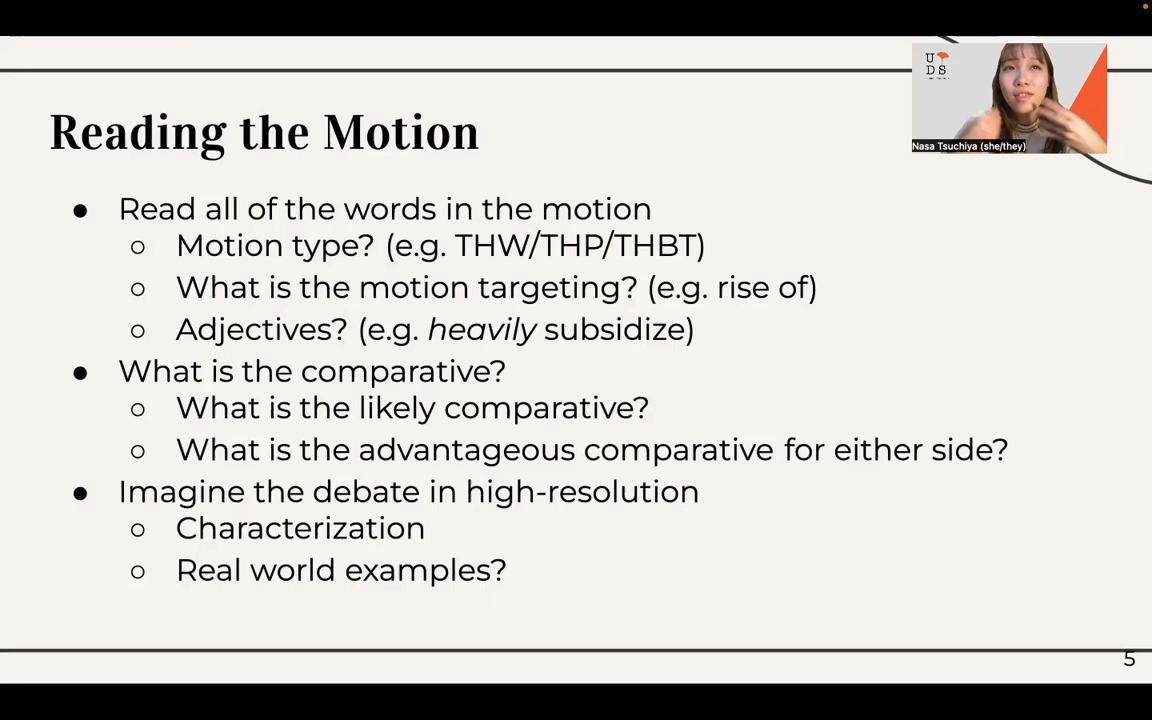 U
DS
Nasa Tsuchiya (she/they)
Reading the Motion
● Read all of the words in the motion
○ Motion type? (e.g. THW/THP/THBT)
○ What is the motion targeting? (e.g. rise of)
○ Adjectives? (e.g. heavily subsidize)
● What is the comparative?
○ What is the likely comparative?
○ What is the advantageous comparative for either side?
● Imagine the debate in high-resolution
○ Characterization
○ Real world examples?
5